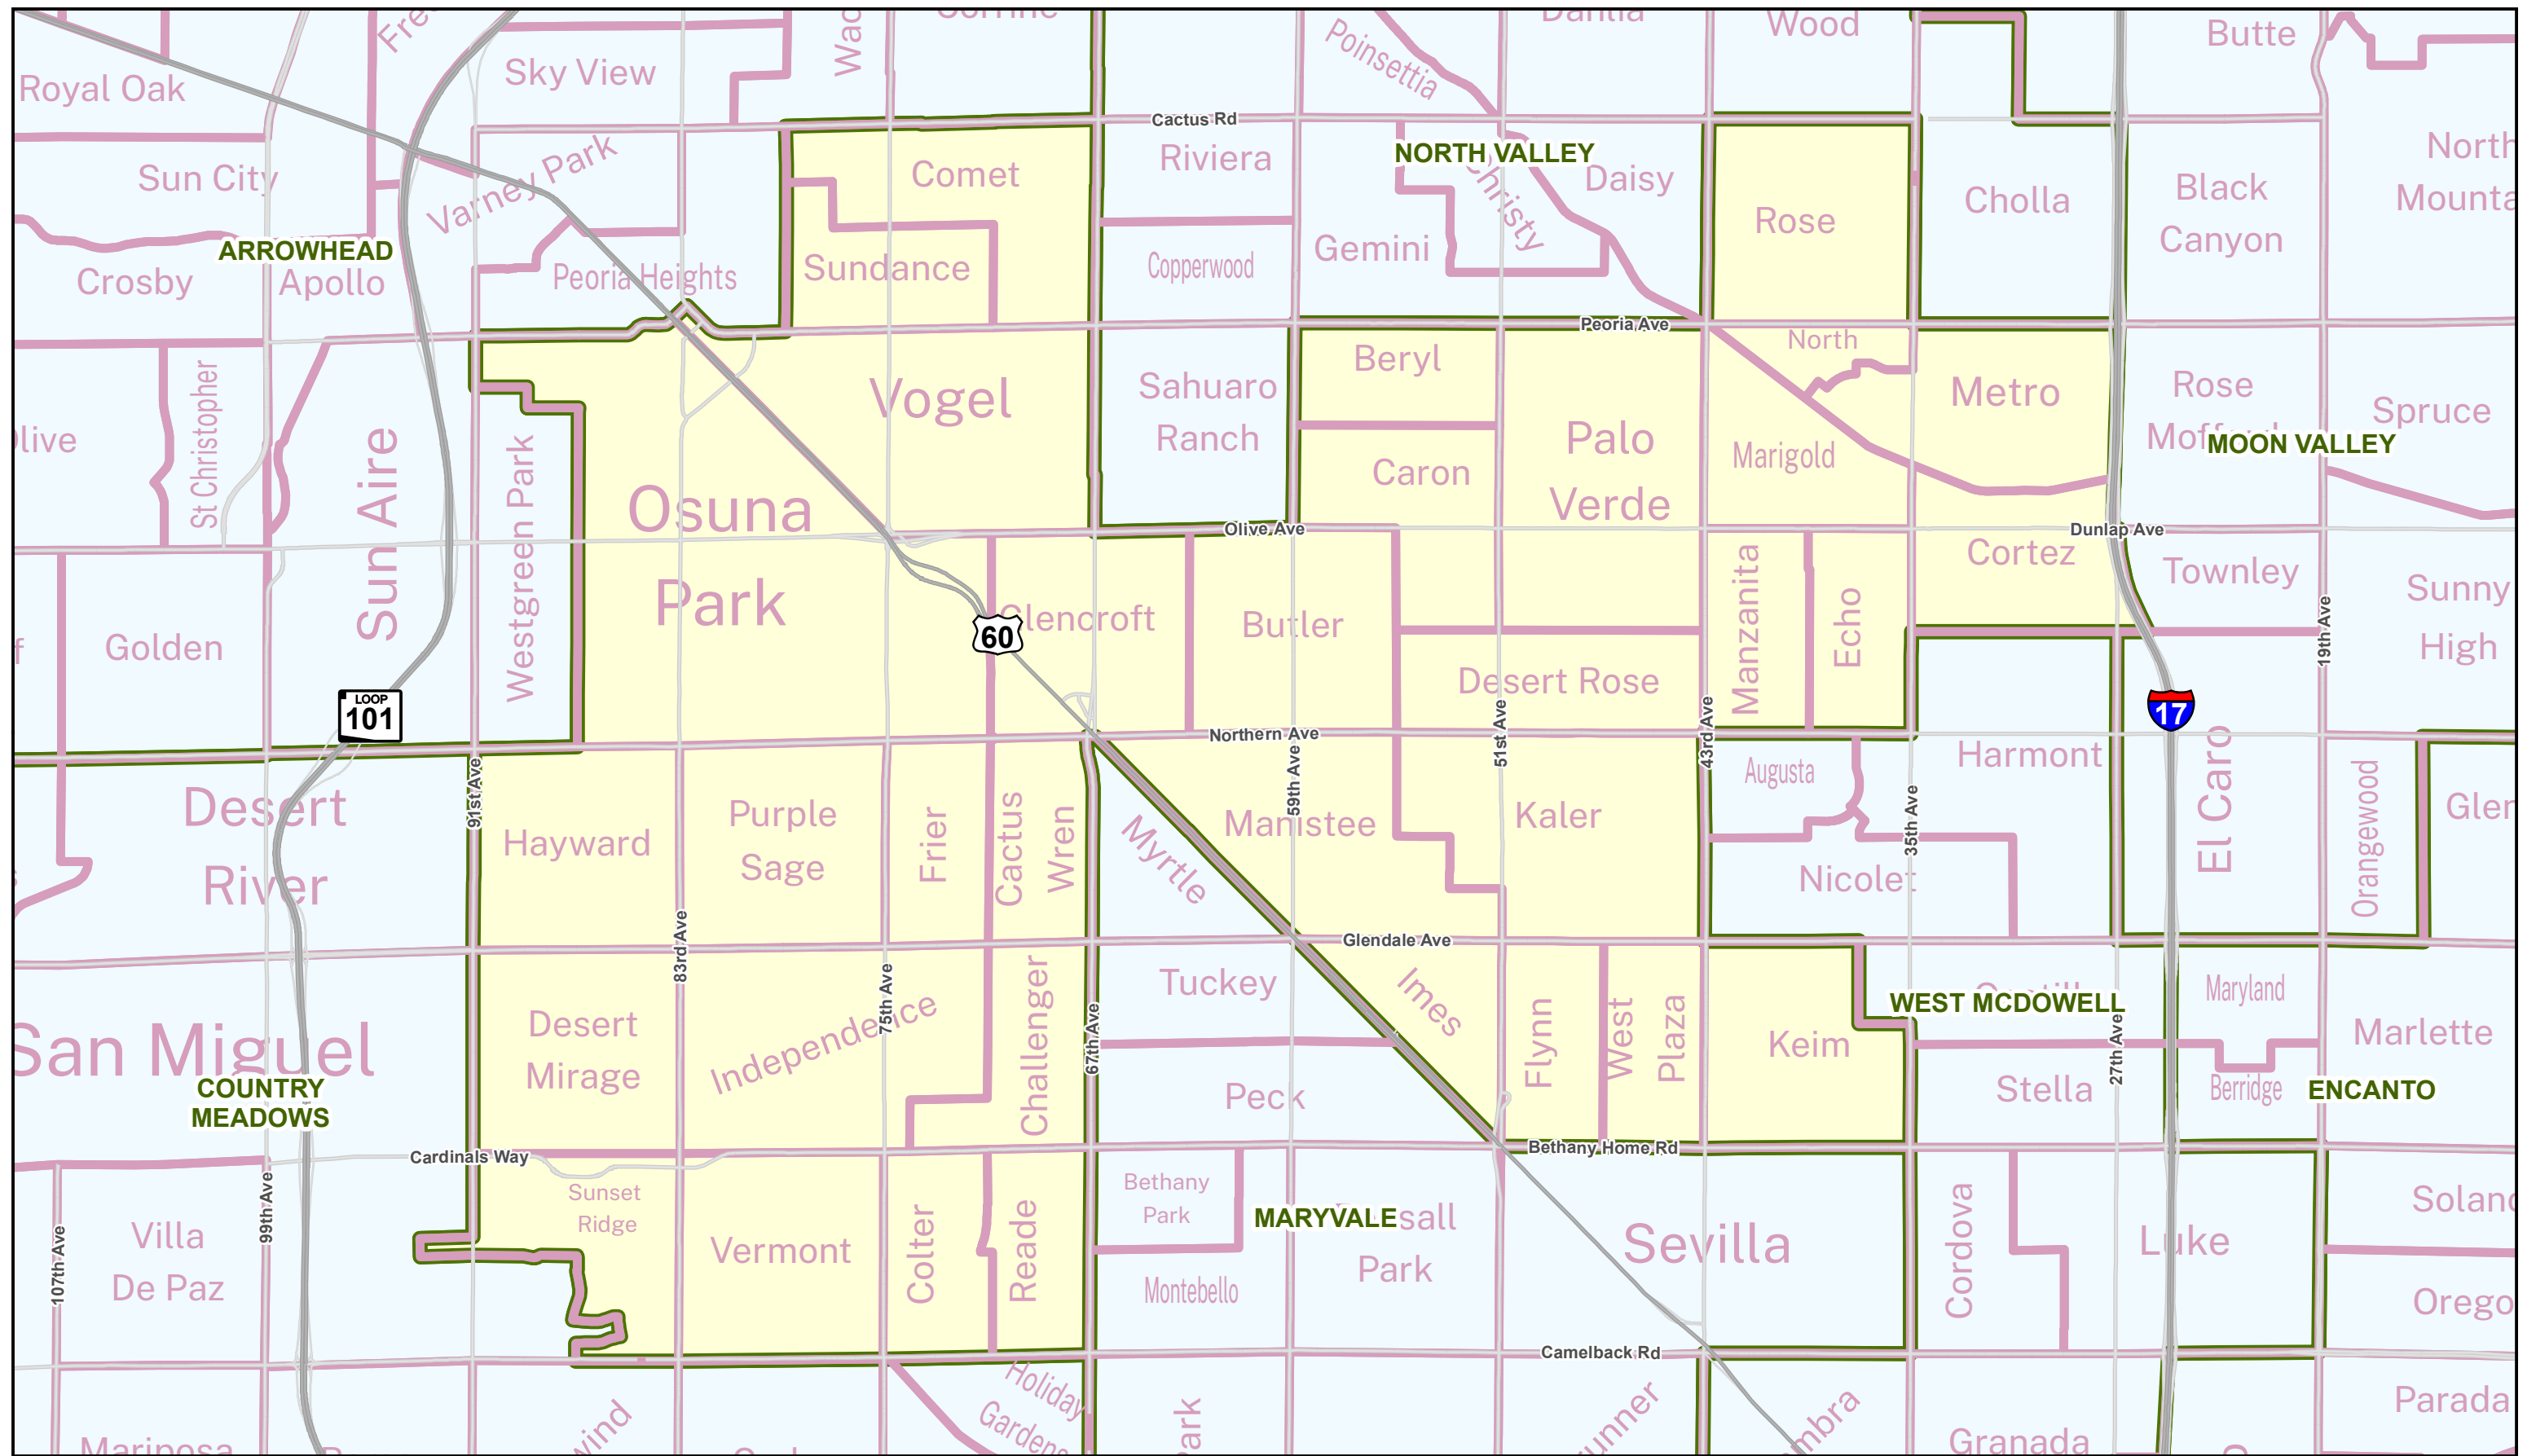 Butte
Wood
Royal Oak
Sky View
Poinsettia
Cactus Rd
NORTH VALLEY
Sun City
Varney Park
Comet
Riviera
Christy
Daisy
Rose
Cholla
Black
Canyon
North
ARROWHEAD
Crosby
Apollo
Peoria Heights
Sundance
Copperwood
Gemini
Peoria Ave
North
St Christopher
Sun Aire
Westgreen Park
Vogel
Sahuaro
Ranch
Beryl
Caron
Palo
Verde
Marigold
Metro
Rose
MOON VALLEY
Spruce
Osuna
Park
Olive Ave
Dunlap Ave
Golden
60
Glencroft
Butler
Desert Rose
Manzanita
Echo
Cortez
Townley
Sunny
High
19th Ave
LOOP
101
17
Northern Ave
51st Ave
43rd Ave
59th Ave
91st Ave
Desert
River
Hayward
Purple
Sage
Frier
Cactus
Wren
Myrtle
Manistee
Kaler
Augusta
Harmont
35th Ave
Nicolet
El Caro
Orangewood
83rd Ave
Glendale Ave
San Miguel
COUNTRY
MEADOWS
Desert
Mirage
Independence
75th Ave
Challenger
67th Ave
Tuckey
Peck
Imes
Flynn
West
Plaza
Keim
WEST MCDOWELL
27th Ave
Stella
Maryland
Berridge
Marlette
ENCANTO
Cardinals Way
Bethany Home Rd
107th Ave
Villa
De Paz
99th Ave
Sunset
Ridge
Vermont
Colter
Reade
Bethany
Park
Montebello
MARYVALE
Park
Sevilla
Cordova
Luke
Camelback Rd
Holiday
Gardens
Mariposa
Granada
Parada